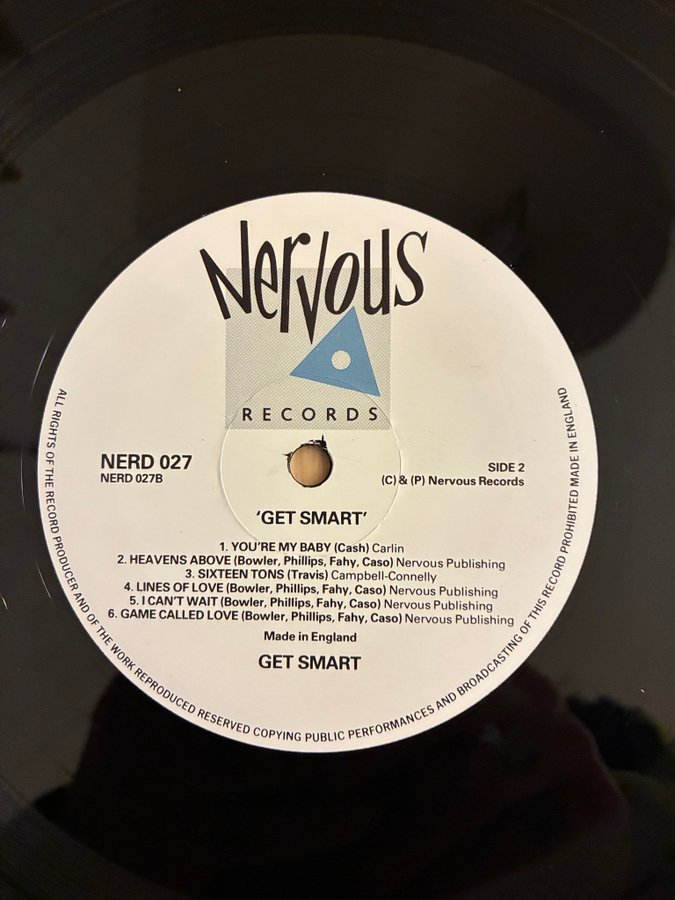 Nervous
RECORDS
NERD 027
NERD 027B
SIDE 2
(C) & (P) Nervous Records
'GET SMART'
1. YOU'RE MY BABY (Cash) Carlin
2. HEAVENS ABOVE (Bowler, Phillips, Fahy, Caso) Nervous Publishing
3. SIXTEEN TONS (Travis) Campbell-Connelly
4. LINES OF LOVE (Bowler, Phillips, Fahy, Caso) Nervous Publishing
5. I CAN'T WAIT (Bowler, Phillips, Fahy, Caso) Nervous Publishing
6. GAME CALLED LOVE (Bowler, Phillips, Fahy, Caso) Nervous Publishing
Made in England
GET SMART
ALL RIGHTS OF THE RECORD PRODUCER AND OF THE WORK REPRODUCED RESERVED COPYING PUBLIC PERFORMANCES AND BROADCASTING OF THIS RECORD PROHIBITED MADE IN ENGLAND